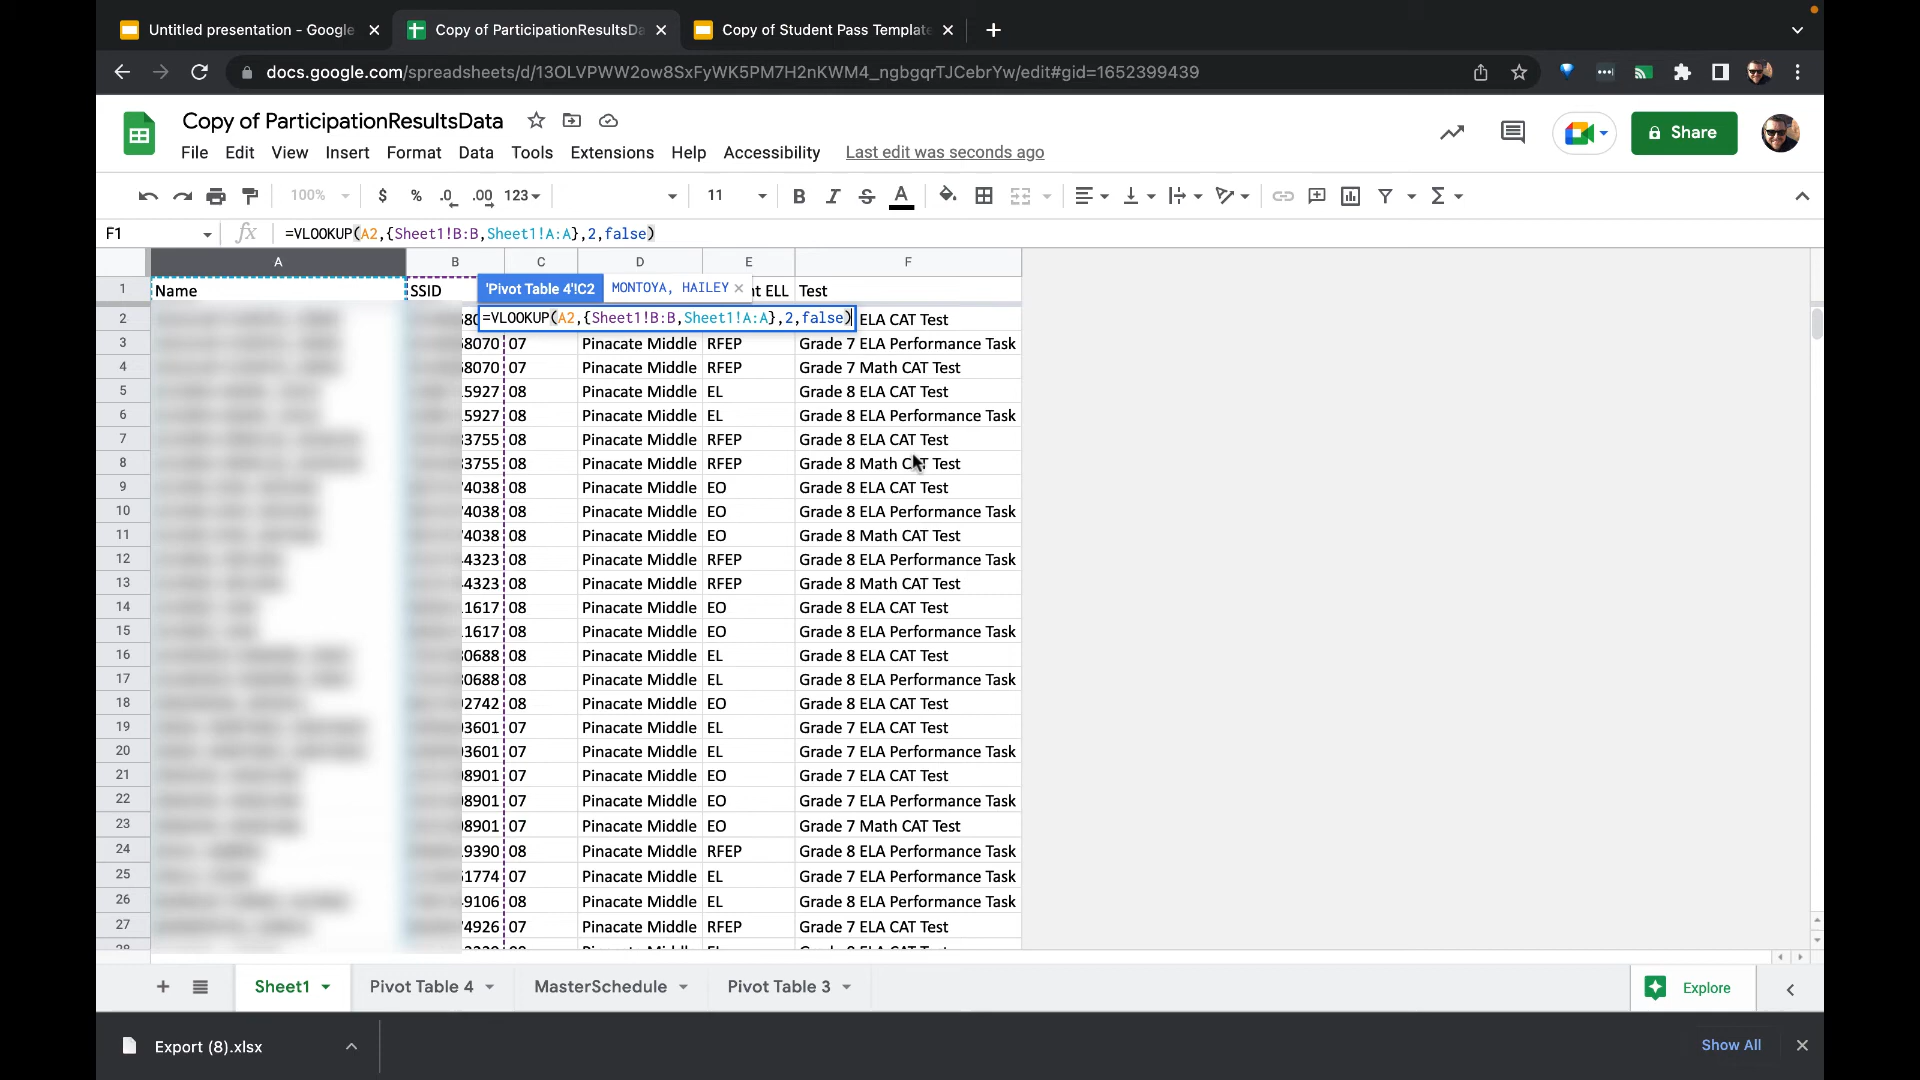 Untitled presentation - Google
Copy of ParticipationResultsDa
Copy of Student Pass Template
docs.google.com/spreadsheets/d/13OLVPWW2ow8SxFyWK5PM7H2nKWM4_ngbgqrTJCebrYw/edit#gid=1652399439
Copy of ParticipationResultsData
File Edit View Insert Format Data Tools Extensions Help Accessibility Last edit was seconds ago
Share
100% $ % .0 .00 123 11 B I S A
F1 fx =VLOOKUP(A2,{Sheet1!B:B,Sheet1!A:A},2,false)
A B C D E F
1 Name SSID 'Pivot Table 4'!C2 MONTOYA, HAILEY × nt ELL Test
2 =VLOOKUP(A2,{Sheet1!B:B,Sheet1!A:A},2,false) ELA CAT Test
3 8070 07 Pinacate Middle RFEP Grade 7 ELA Performance Task
4 8070 07 Pinacate Middle RFEP Grade 7 Math CAT Test
5 5927 08 Pinacate Middle EL Grade 8 ELA CAT Test
6 5927 08 Pinacate Middle EL Grade 8 ELA Performance Task
7 3755 08 Pinacate Middle RFEP Grade 8 ELA CAT Test
8 3755 08 Pinacate Middle RFEP Grade 8 Math CAT Test
9 4038 08 Pinacate Middle EO Grade 8 ELA CAT Test
10 4038 08 Pinacate Middle EO Grade 8 ELA Performance Task
11 4038 08 Pinacate Middle EO Grade 8 Math CAT Test
12 4323 08 Pinacate Middle RFEP Grade 8 ELA Performance Task
13 4323 08 Pinacate Middle RFEP Grade 8 Math CAT Test
14 1617 08 Pinacate Middle EO Grade 8 ELA CAT Test
15 1617 08 Pinacate Middle EO Grade 8 ELA Performance Task
16 0688 08 Pinacate Middle EL Grade 8 ELA CAT Test
17 0688 08 Pinacate Middle EL Grade 8 ELA Performance Task
18 2742 08 Pinacate Middle EO Grade 8 ELA CAT Test
19 3601 07 Pinacate Middle EL Grade 7 ELA CAT Test
20 3601 07 Pinacate Middle EL Grade 7 ELA Performance Task
21 8901 07 Pinacate Middle EO Grade 7 ELA CAT Test
22 8901 07 Pinacate Middle EO Grade 7 ELA Performance Task
23 8901 07 Pinacate Middle EO Grade 7 Math CAT Test
24 9390 08 Pinacate Middle RFEP Grade 8 ELA Performance Task
25 1774 07 Pinacate Middle EL Grade 7 ELA Performance Task
26 9106 08 Pinacate Middle EL Grade 8 ELA Performance Task
27 4926 07 Pinacate Middle RFEP Grade 7 ELA CAT Test
Sheet1 Pivot Table 4 MasterSchedule Pivot Table 3 Explore
Export (8).xlsx Show All